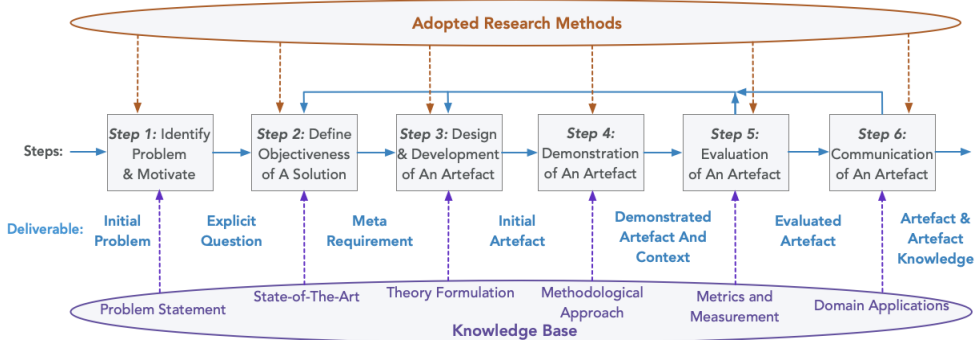 Adopted Research Methods
Steps:
Step 1: Identify
Problem
& Motivate
Step 2: Define
Objectiveness
of A Solution
Step 3: Design
& Development
of An Artefact
Step 4:
Demonstration
of An Artefact
Step 5:
Evaluation
of An Artefact
Step 6:
Communication
of An Artefact
Deliverable:
Initial
Problem
Explicit
Question
Meta
Requirement
Initial
Artefact
Demonstrated
Artefact And
Context
Evaluated
Artefact
Artefact &
Artefact
Knowledge
Problem Statement
State-of-The-Art
Theory Formulation
Methodological
Approach
Metrics and
Measurement
Domain Applications
Knowledge Base